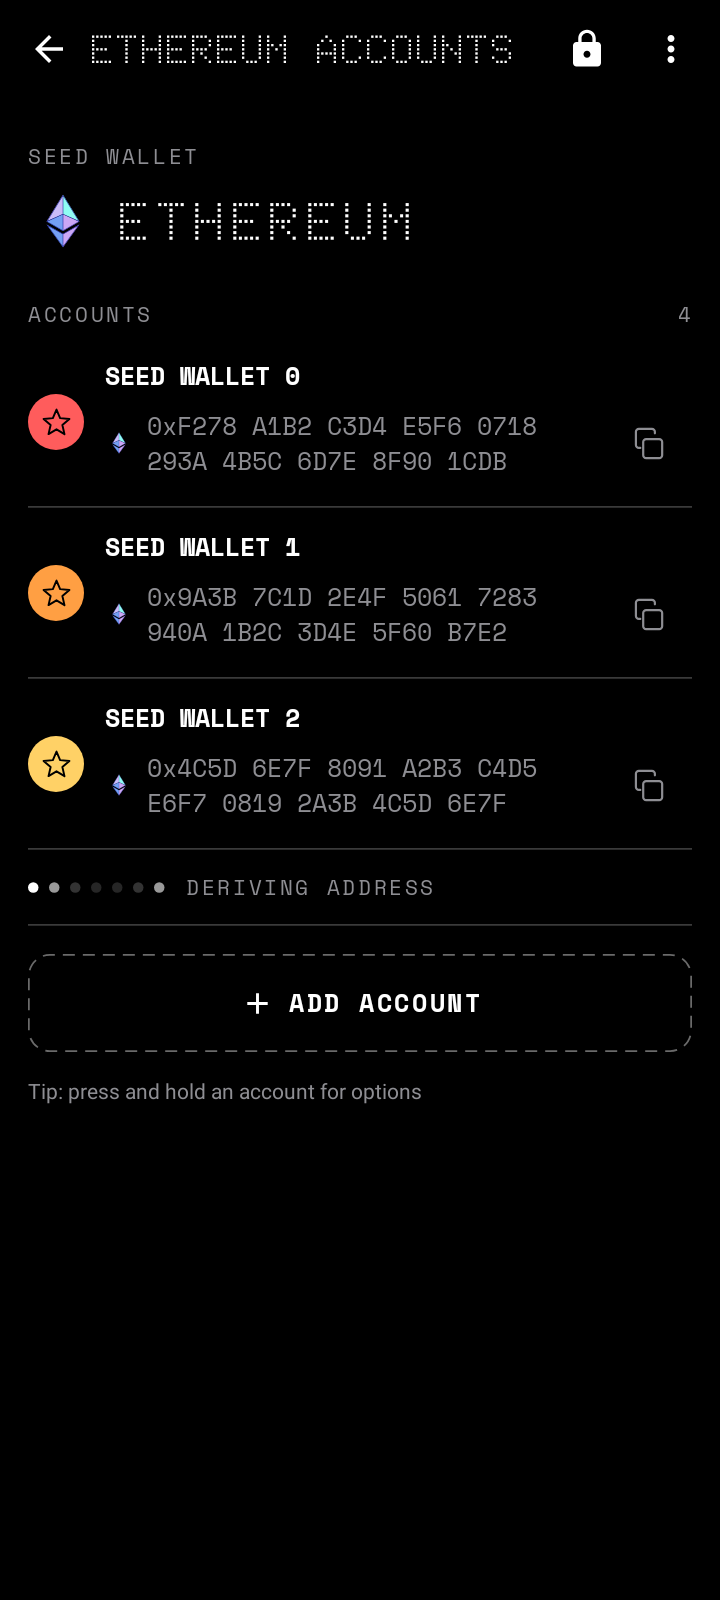 ETHEREUM ACCOUNTS
SEED WALLET
ETHEREUM
ACCOUNTS 4
SEED WALLET 0
0xF278 A1B2 C3D4 E5F6 0718
293A 4B5C 6D7E 8F90 1CDB
SEED WALLET 1
0x9A3B 7C1D 2E4F 5061 7283
940A 1B2C 3D4E 5F60 B7E2
SEED WALLET 2
0x4C5D 6E7F 8091 A2B3 C4D5
E6F7 0819 2A3B 4C5D 6E7F
DERIVING ADDRESS
+ ADD ACCOUNT
Tip: press and hold an account for options